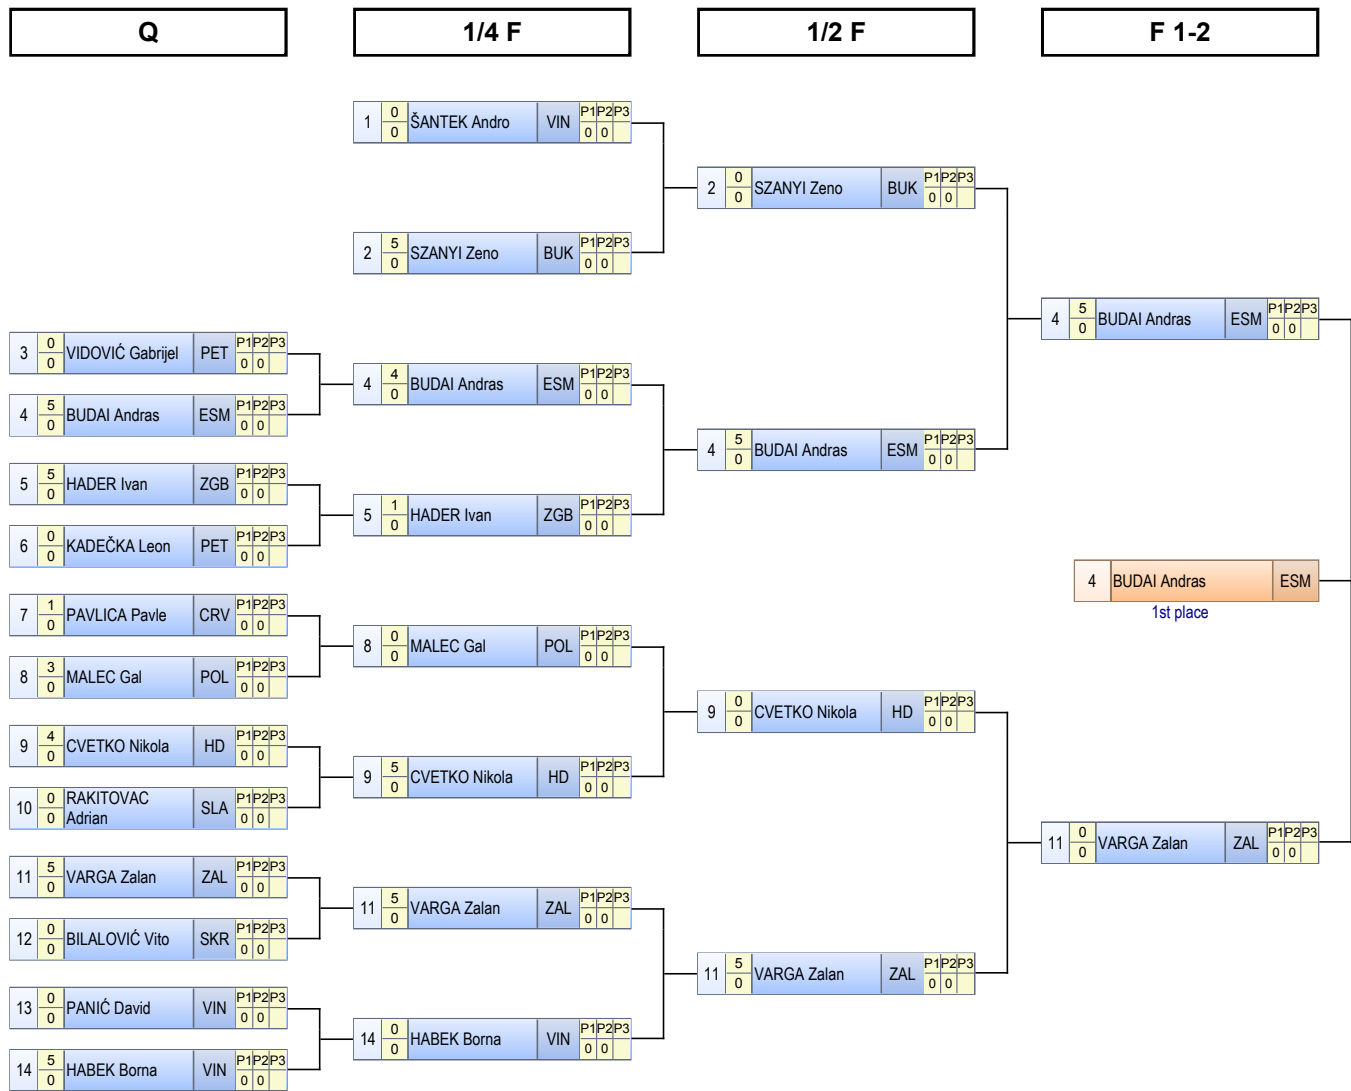 Q
1/4 F
1/2 F
F 1-2
1 0 ŠANTEK Andro VIN P1 P2 P3
0 0 0
2 0 SZANYI Zeno BUK P1 P2 P3
0 0 0
2 5 SZANYI Zeno BUK P1 P2 P3
0 0 0
4 5 BUDAI Andras ESM P1 P2 P3
0 0 0
3 0 VIDOVIĆ Gabrijel PET P1 P2 P3
0 0 0
4 4 BUDAI Andras ESM P1 P2 P3
0 0 0
4 5 BUDAI Andras ESM P1 P2 P3
0 0 0
4 5 BUDAI Andras ESM P1 P2 P3
0 0 0
5 5 HADER Ivan ZGB P1 P2 P3
0 0 0
5 1 HADER Ivan ZGB P1 P2 P3
0 0 0
6 0 KADEČKA Leon PET P1 P2 P3
0 0 0
4 BUDAI Andras ESM
1st place
7 1 PAVLICA Pavle CRV P1 P2 P3
0 0 0
8 0 MALEC Gal POL P1 P2 P3
0 0 0
8 3 MALEC Gal POL P1 P2 P3
0 0 0
9 0 CVETKO Nikola HD P1 P2 P3
0 0 0
9 4 CVETKO Nikola HD P1 P2 P3
0 0 0
9 5 CVETKO Nikola HD P1 P2 P3
0 0 0
10 0 RAKITOVAC Adrian SLA P1 P2 P3
0 0 0
11 0 VARGA Zalan ZAL P1 P2 P3
0 0 0
11 5 VARGA Zalan ZAL P1 P2 P3
0 0 0
11 5 VARGA Zalan ZAL P1 P2 P3
0 0 0
12 0 BILALOVIĆ Vito SKR P1 P2 P3
0 0 0
11 5 VARGA Zalan ZAL P1 P2 P3
0 0 0
13 0 PANIĆ David VIN P1 P2 P3
0 0 0
14 0 HABEK Borna VIN P1 P2 P3
0 0 0
14 5 HABEK Borna VIN P1 P2 P3
0 0 0